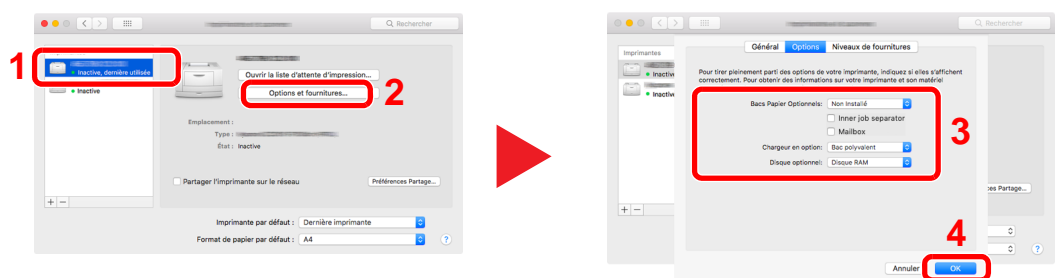 Q Rechercher
1
Inactive, dernière utilisée
Inactive
Ouvrir la liste d'attente d'impression...
Options et fournitures...
2
Emplacement :
Type :
État : Inactive
Partager l'imprimante sur le réseau
Préférences Partage...
+ −
Imprimante par défaut : Dernière imprimante
Format de papier par défaut : A4
?
Rechercher
Imprimantes
Inactive
Inactive
Général Options Niveaux de fournitures
Pour tirer pleinement parti des options de votre imprimante, indiquez si elles s'affichent
correctement. Pour obtenir des informations sur votre imprimante et son matériel
Bacs Papier Optionnels: Non Installé
Inner job separator
Mailbox
3
Chargeur en option: Bac polyvalent
Disque optionnel: Disque RAM
Partage...
+ −
4
?
Annuler OK